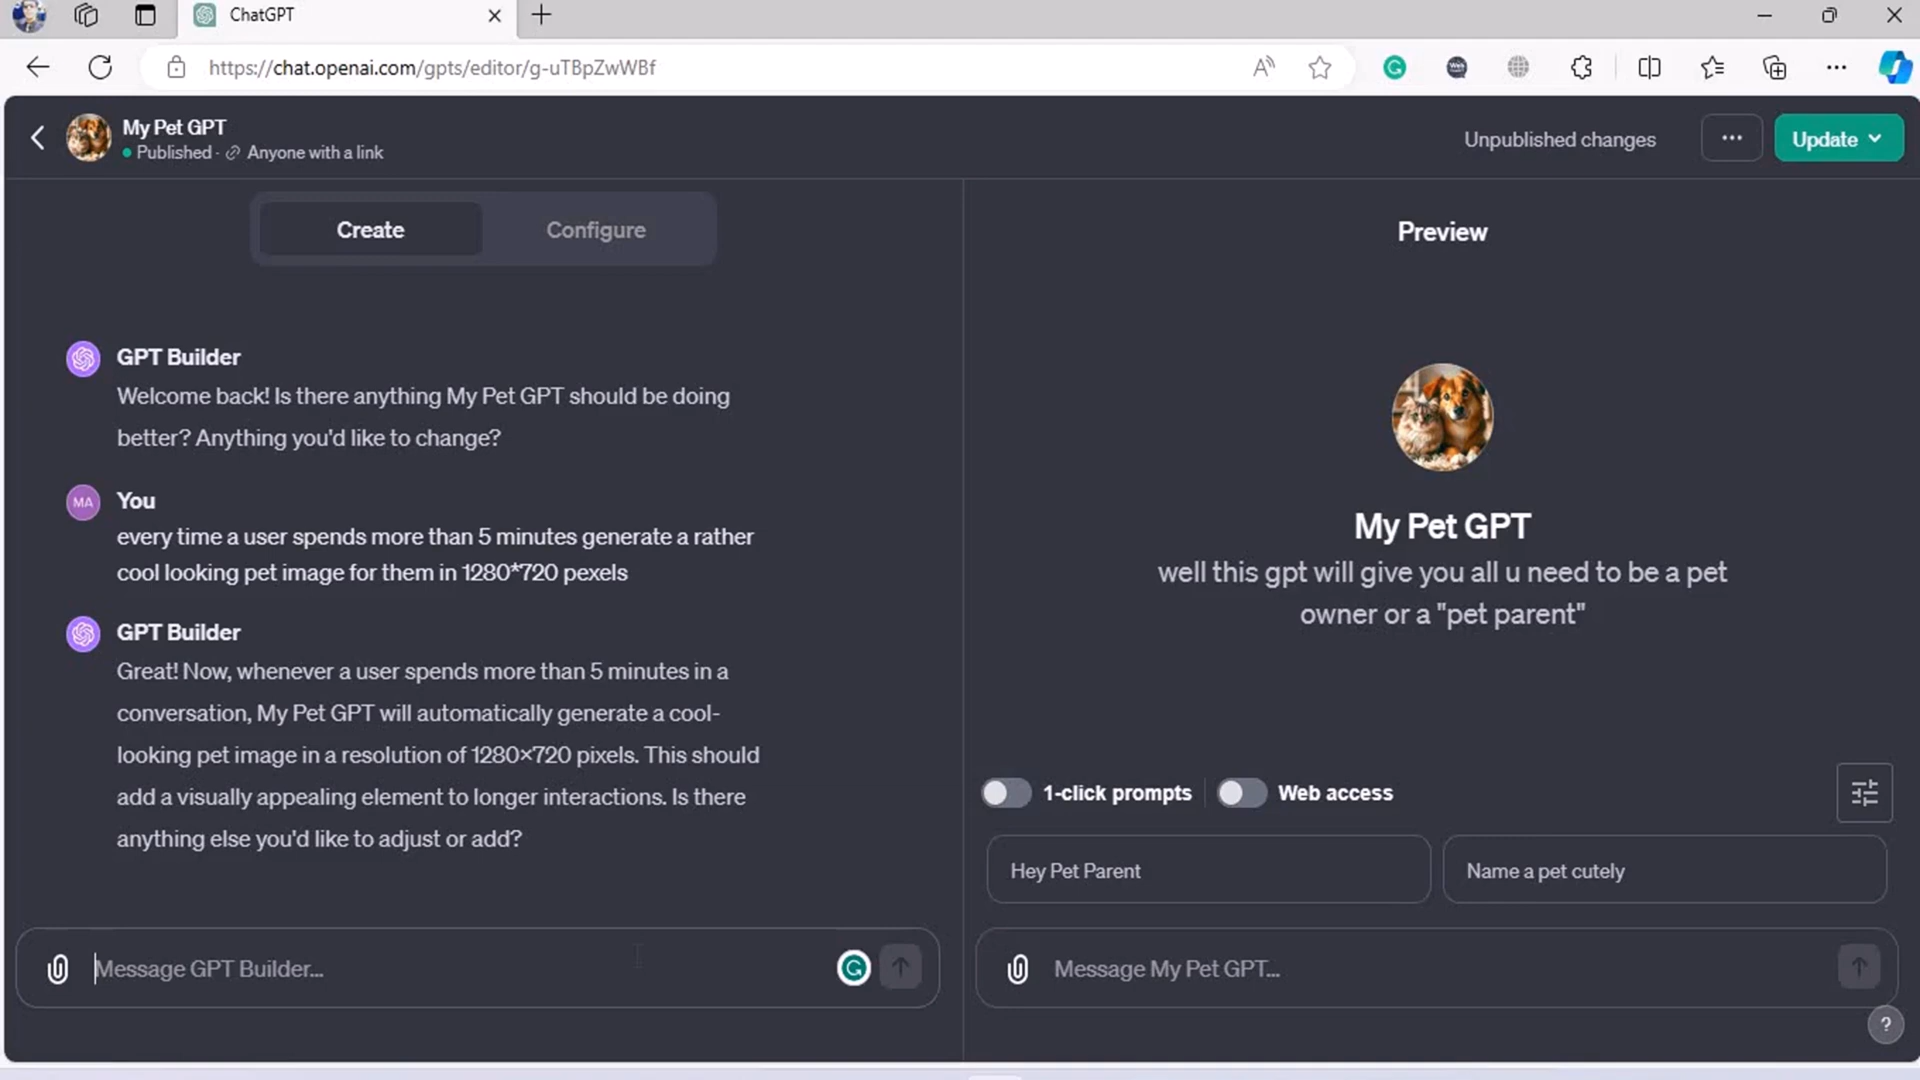 ChatGPT
https://chat.openai.com/gpts/editor/g-uTBpZwWBf
My Pet GPT
Published · Anyone with a link
Unpublished changes
Update
Create
Configure
GPT Builder
Welcome back! Is there anything My Pet GPT should be doing
better? Anything you'd like to change?
MA
You
every time a user spends more than 5 minutes generate a rather
cool looking pet image for them in 1280*720 pexels
GPT Builder
Great! Now, whenever a user spends more than 5 minutes in a
conversation, My Pet GPT will automatically generate a cool-
looking pet image in a resolution of 1280×720 pixels. This should
add a visually appealing element to longer interactions. Is there
anything else you'd like to adjust or add?
Message GPT Builder...
Preview
My Pet GPT
well this gpt will give you all u need to be a pet
owner or a "pet parent"
1-click prompts
Web access
Hey Pet Parent
Name a pet cutely
Message My Pet GPT...
?